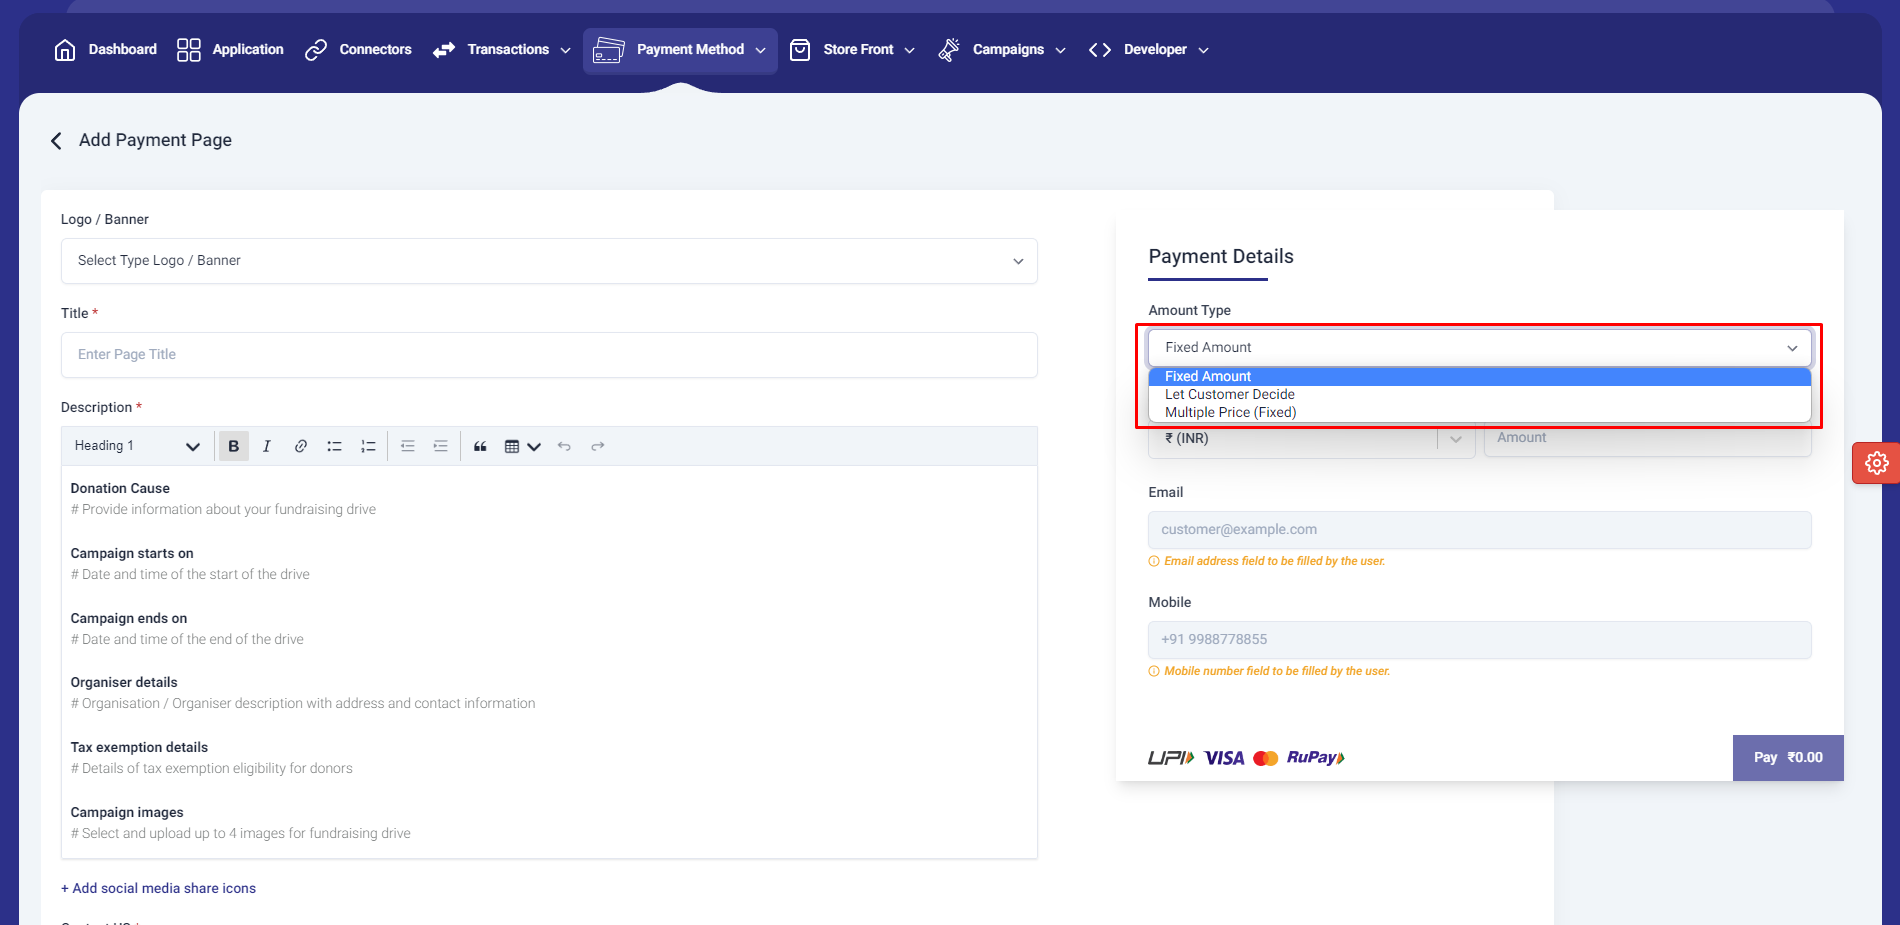 Dashboard Application Connectors Transactions Payment Method Store Front Campaigns Developer
Add Payment Page
Logo / Banner
Select Type Logo / Banner
Title *
Enter Page Title
Description *
Heading 1 B I
Donation Cause
# Provide information about your fundraising drive
Campaign starts on
# Date and time of the start of the drive
Campaign ends on
# Date and time of the end of the drive
Organiser details
# Organisation / Organiser description with address and contact information
Tax exemption details
# Details of tax exemption eligibility for donors
Campaign images
# Select and upload up to 4 images for fundraising drive
+ Add social media share icons
Payment Details
Amount Type
Fixed Amount
Fixed Amount
Let Customer Decide
Multiple Price (Fixed)
₹ (INR) Amount
Email
customer@example.com
Email address field to be filled by the user.
Mobile
+91 9988778855
Mobile number field to be filled by the user.
UPI VISA RuPay Pay ₹0.00